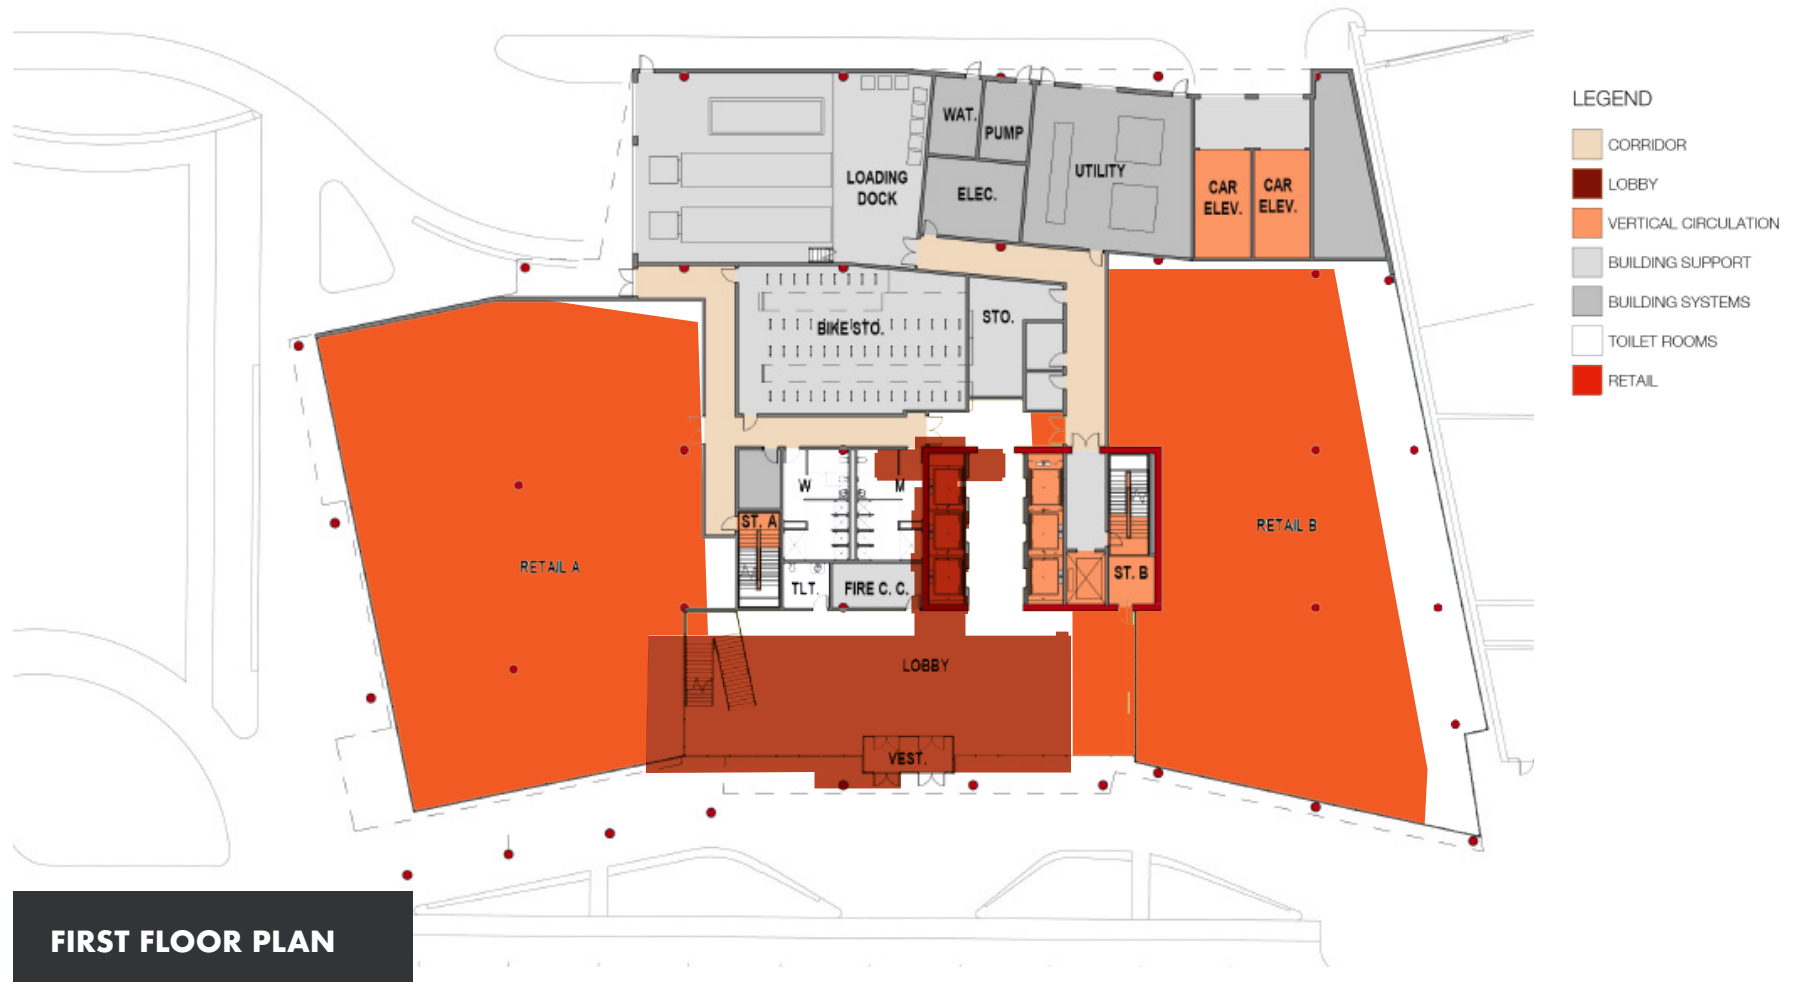 WAT.
PUMP
LOADING
DOCK
ELEC.
UTILITY
CAR
ELEV.
CAR
ELEV.
BIKE STO.
STO.
W
M
ST. A
TLT.
FIRE C. C.
ST. B
RETAIL A
RETAIL B
LOBBY
VEST.
LEGEND
CORRIDOR
LOBBY
VERTICAL CIRCULATION
BUILDING SUPPORT
BUILDING SYSTEMS
TOILET ROOMS
RETAIL
FIRST FLOOR PLAN